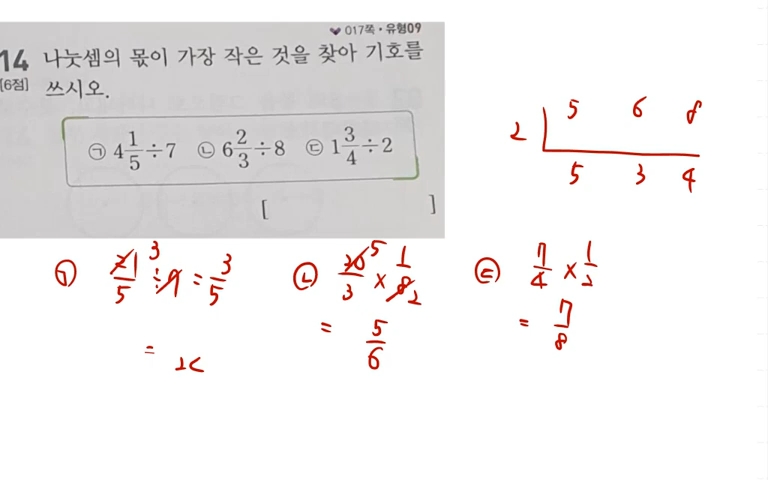 017쪽 · 유형09
14 나눗셈의 몫이 가장 작은 것을 찾아 기호를
[6점] 쓰시오.
㉠ 4 1/5 ÷ 7 ㉡ 6 2/3 ÷ 8 ㉢ 1 3/4 ÷ 2
[ ]
2 5 6 8
5 3 4
㉠ 21/5 3 ÷ 7 = 3/5
㉡ 20/3 5 × 1/8 2
= 5/6
㉢ 7/4 × 1/2
= 7/8
=